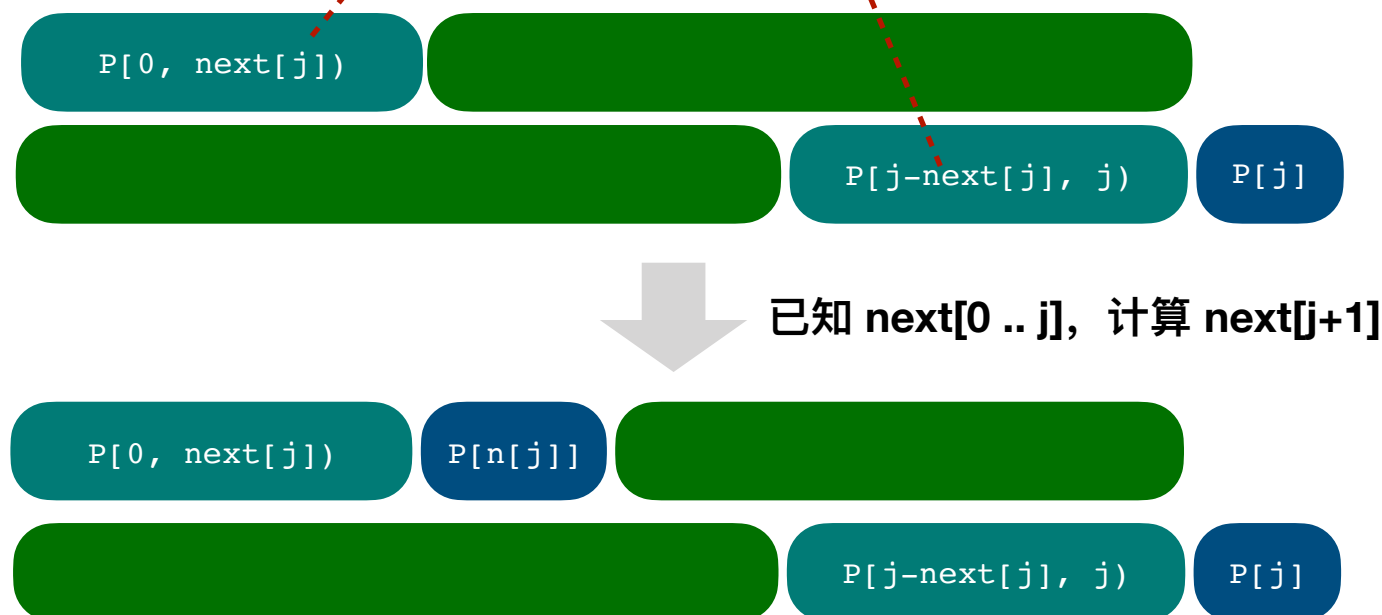 P[0, next[j])
P[j-next[j], j) P[j]
已知 next[0 .. j]，计算 next[j+1]
P[0, next[j]) P[n[j]]
P[j-next[j], j) P[j]